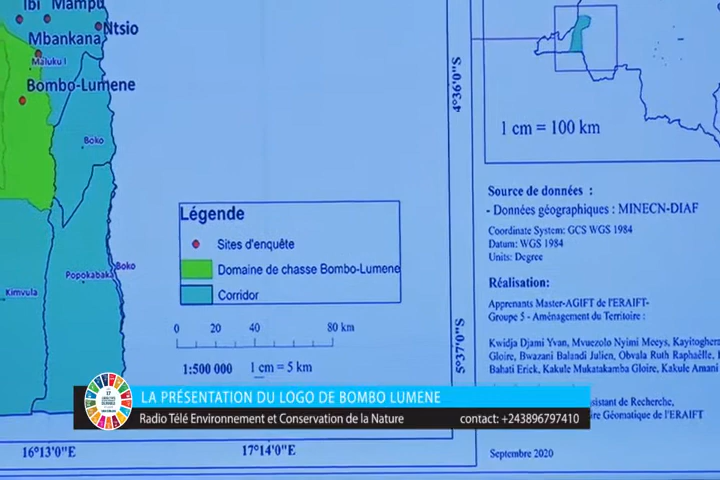 Ibi Mampu
Ntsio
Mbankana
Maluku I
Bombo-Lumene
Boko
Popokabaka
Boko
Kimvula
4°36'0"S
5°37'0"S
1 cm = 100 km
Légende
Sites d'enquête
Domaine de chasse Bombo-Lumene
Corridor
0 20 40 80 km
1:500 000 1 cm = 5 km
Source de données :
- Données géographiques : MINECN-DIAF
Coordinate System: GCS WGS 1984
Datum: WGS 1984
Units: Degree
Réalisation:
Apprenants Master-AGIFT de l'ERAIFT-
Groupe 5 - Aménagement du Territoire :
Kwidja Djami Yvan, Mvuezolo Nyimi Meeys,
Gloire, Bwazani Balandi Julien, Obvala Ruth Raphaëlle,
Bahati Erick, Kakule Mukatakamba Gloire, Kakule Amani
de Recherche,
Géomatique de l'ERAIFT
Septembre 2020
16°13'0"E 17°14'0"E
LA PRÉSENTATION DU LOGO DE BOMBO LUMENE
Radio Télé Environnement et Conservation de la Nature contact: +243896797410